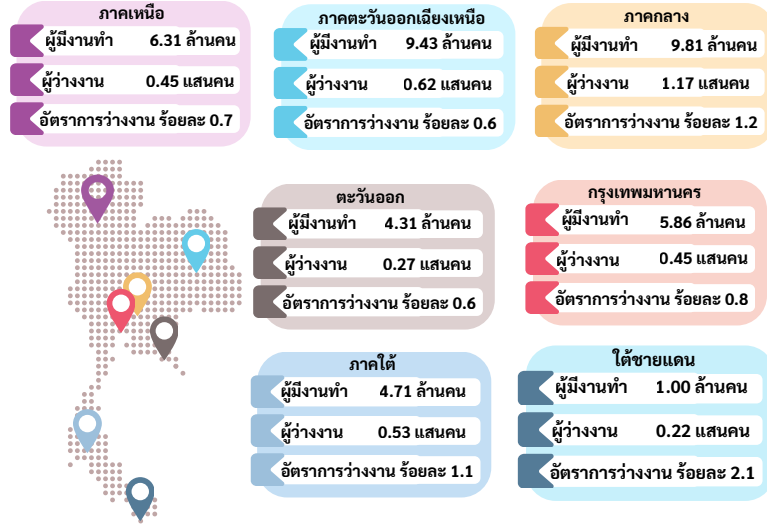 ภาคเหนือ
ผู้มีงานทำ 6.31 ล้านคน
ผู้ว่างงาน 0.45 แสนคน
อัตราการว่างงาน ร้อยละ 0.7
ภาคตะวันออกเฉียงเหนือ
ผู้มีงานทำ 9.43 ล้านคน
ผู้ว่างงาน 0.62 แสนคน
อัตราการว่างงาน ร้อยละ 0.6
ภาคกลาง
ผู้มีงานทำ 9.81 ล้านคน
ผู้ว่างงาน 1.17 แสนคน
อัตราการว่างงาน ร้อยละ 1.2
ตะวันออก
ผู้มีงานทำ 4.31 ล้านคน
ผู้ว่างงาน 0.27 แสนคน
อัตราการว่างงาน ร้อยละ 0.6
กรุงเทพมหานคร
ผู้มีงานทำ 5.86 ล้านคน
ผู้ว่างงาน 0.45 แสนคน
อัตราการว่างงาน ร้อยละ 0.8
ภาคใต้
ผู้มีงานทำ 4.71 ล้านคน
ผู้ว่างงาน 0.53 แสนคน
อัตราการว่างงาน ร้อยละ 1.1
ใต้ชายแดน
ผู้มีงานทำ 1.00 ล้านคน
ผู้ว่างงาน 0.22 แสนคน
อัตราการว่างงาน ร้อยละ 2.1